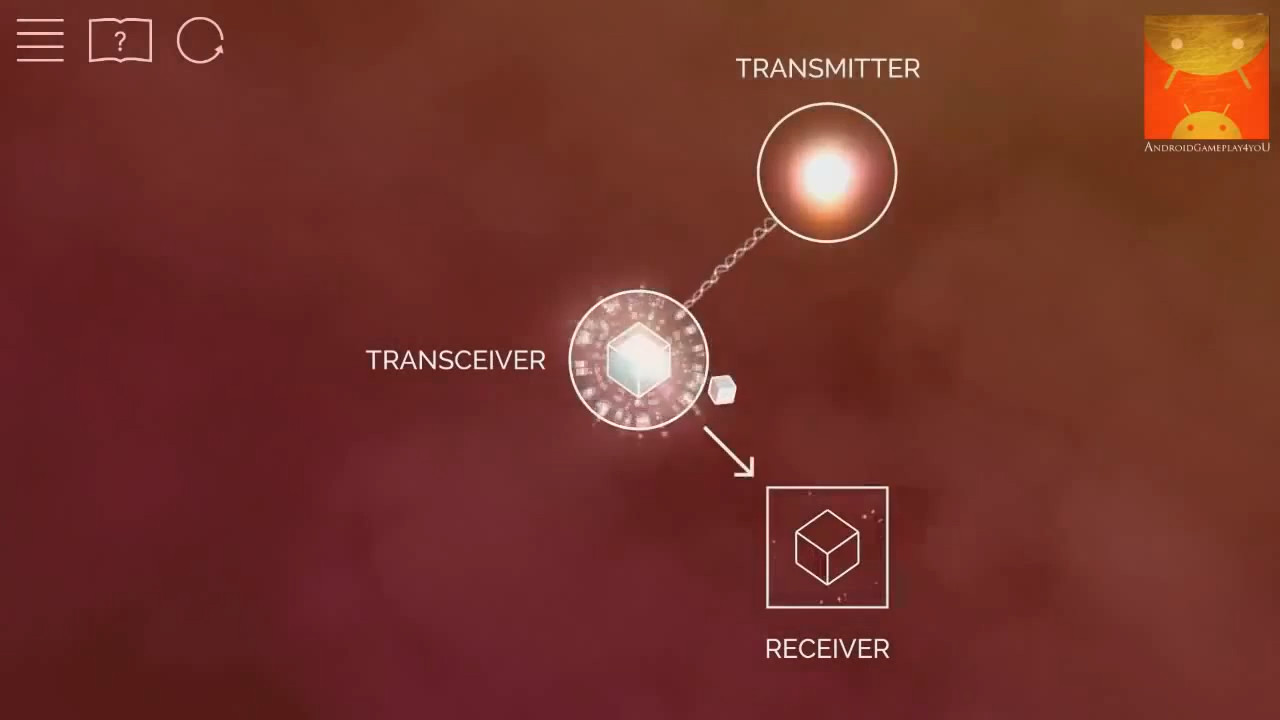 ?
TRANSMITTER
AndroidGameplay4you
TRANSCEIVER
RECEIVER